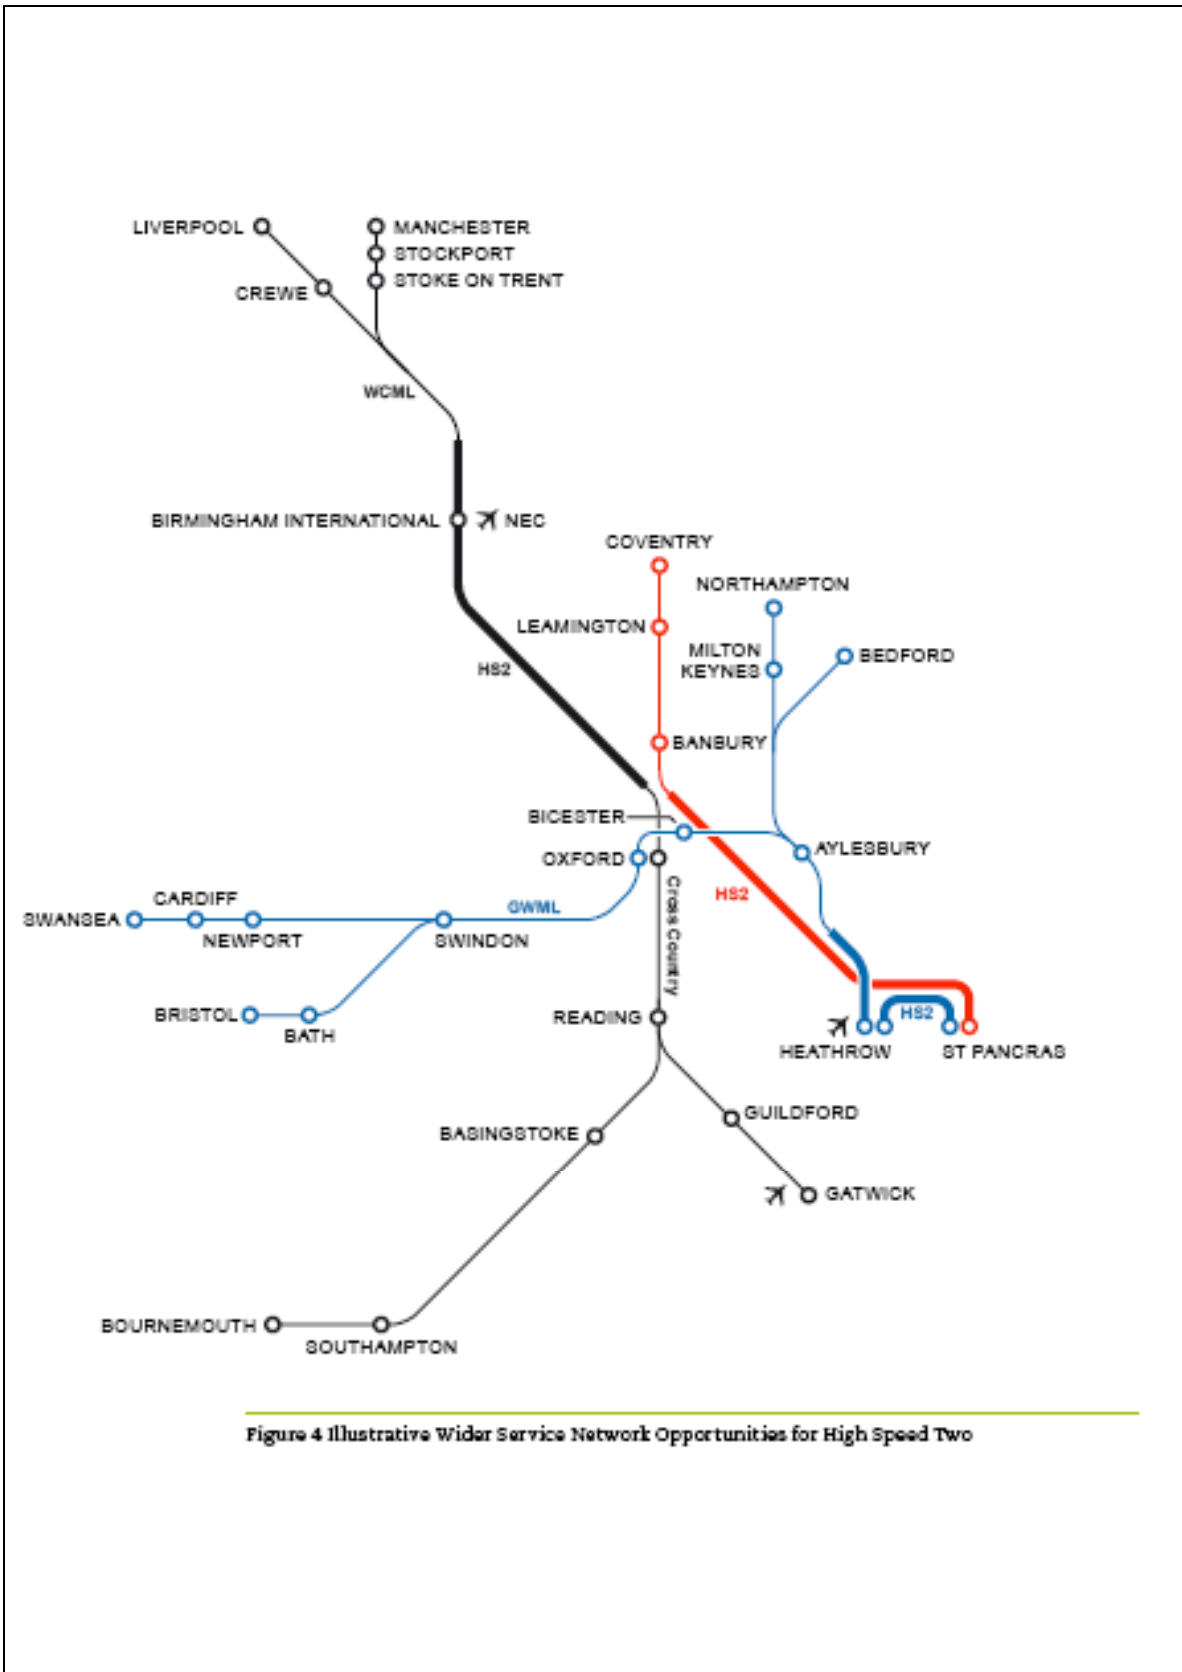 LIVERPOOL
MANCHESTER
STOCKPORT
STOKE ON TRENT
CREWE
WCML
BIRMINGHAM INTERNATIONAL
NEC
COVENTRY
NORTHAMPTON
LEAMINGTON
MILTON
KEYNES
BEDFORD
HS2
BANBURY
BICESTER
AYLESBURY
OXFORD
Cross Country
HS2
CARDIFF
SWANSEA
NEWPORT
GWML
SWINDON
BRISTOL
BATH
READING
HS2
HEATHROW
ST PANCRAS
GUILDFORD
BASINGSTOKE
GATWICK
BOURNEMOUTH
SOUTHAMPTON
Figure 4 Illustrative Wider Service Network Opportunities for High Speed Two